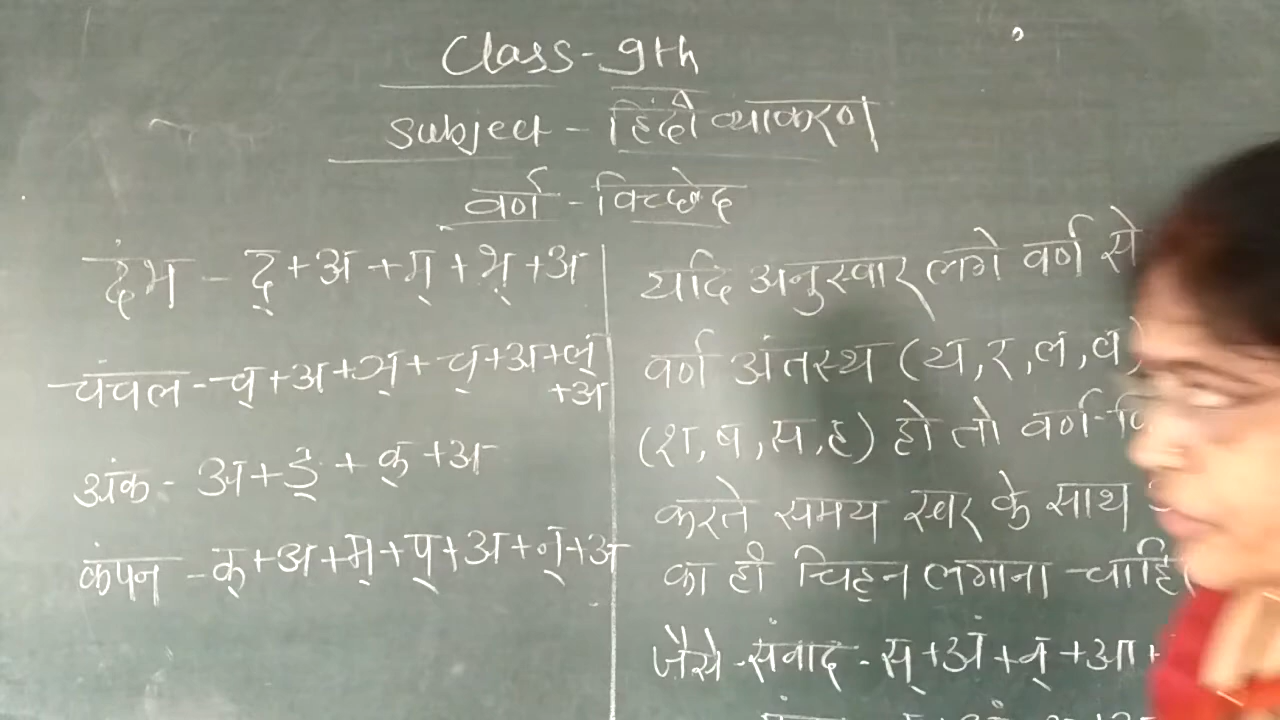 Class-9th
Subject - हिंदी व्याकरण
वर्ण - विच्छेद
दंभ - द् + अ + म् + भ् + अ
चंचल - च् + अ + ञ् + च् + अ + ल्
+ अ
अंक - अ + ङ् + क् + अ
कंपन - क् + अ + म् + प् + अ + न् + अ
यदि अनुस्वार लगे वर्ण से
वर्ण अंतस्थ (य, र, ल, व)
(श, ष, स, ह) हो तो वर्ण-
करते समय स्वर के साथ
का ही चिह्न लगाना
जैसे - संवाद - स् + अं + व् + आ +